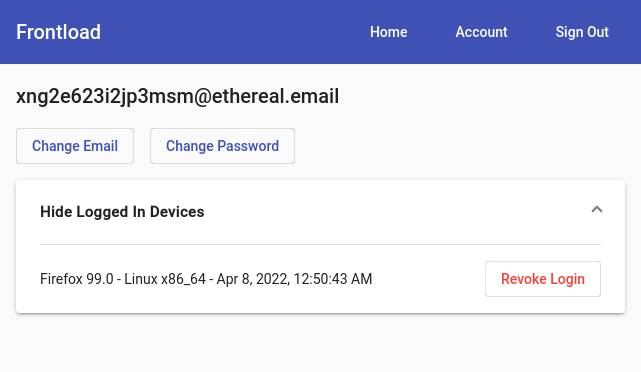 Frontload Home Account Sign Out
xng2e623i2jp3msm@ethereal.email
Change Email Change Password
Hide Logged In Devices
Firefox 99.0 - Linux x86_64 - Apr 8, 2022, 12:50:43 AM Revoke Login